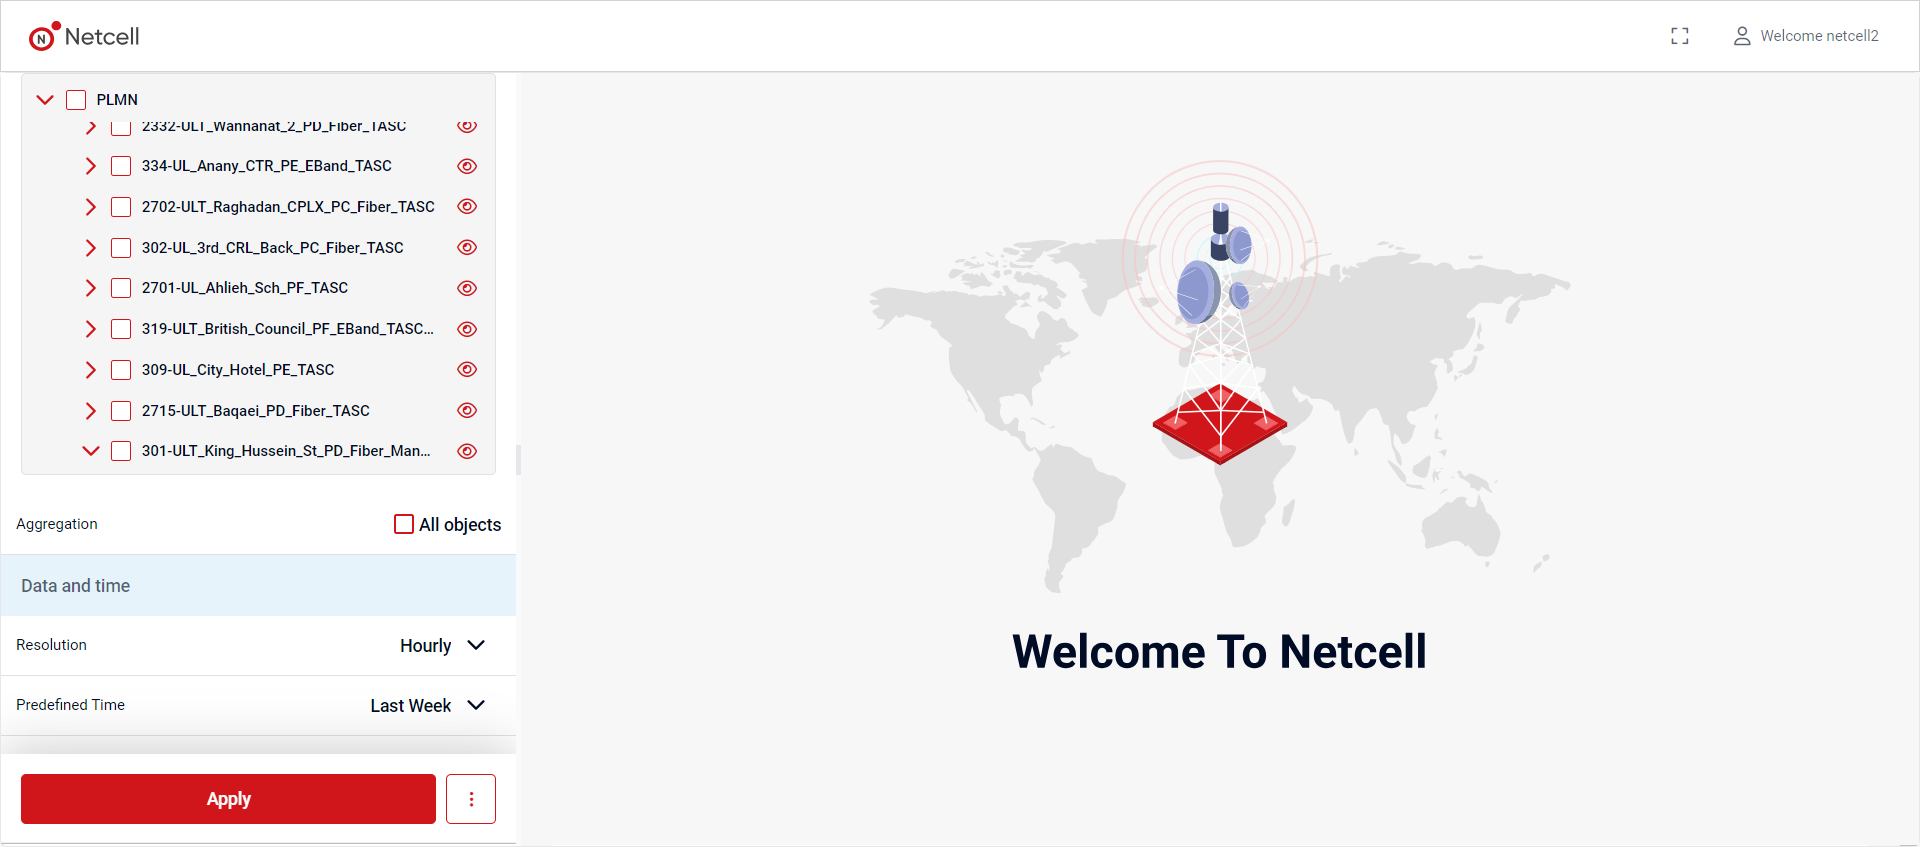 N Netcell
Welcome netcell2
PLMN
2332-ULT_Wannanat_2_PD_Fiber_TASC
334-UL_Anany_CTR_PE_EBand_TASC
2702-ULT_Raghadan_CPLX_PC_Fiber_TASC
302-UL_3rd_CRL_Back_PC_Fiber_TASC
2701-UL_Ahlieh_Sch_PF_TASC
319-ULT_British_Council_PF_EBand_TASC...
309-UL_City_Hotel_PE_TASC
2715-ULT_Baqaei_PD_Fiber_TASC
301-ULT_King_Hussein_St_PD_Fiber_Man...
Aggregation
All objects
Data and time
Resolution
Hourly
Predefined Time
Last Week
Apply
Welcome To Netcell